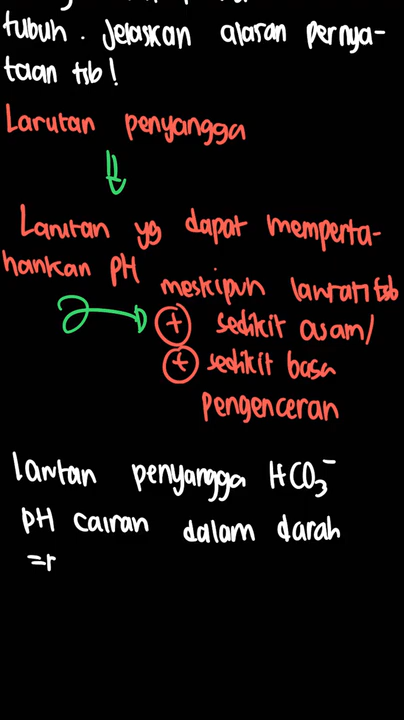 tubuh. Jelaskan alasan pernya-
taan tsb!
Larutan penyangga
Larutan yg dapat memperta-
hankan pH meskipun larutan tsb
+ sedikit asam/
+ sedikit basa
pengenceran
larutan penyangga HCO₃⁻
pH cairan dalam darah
=r